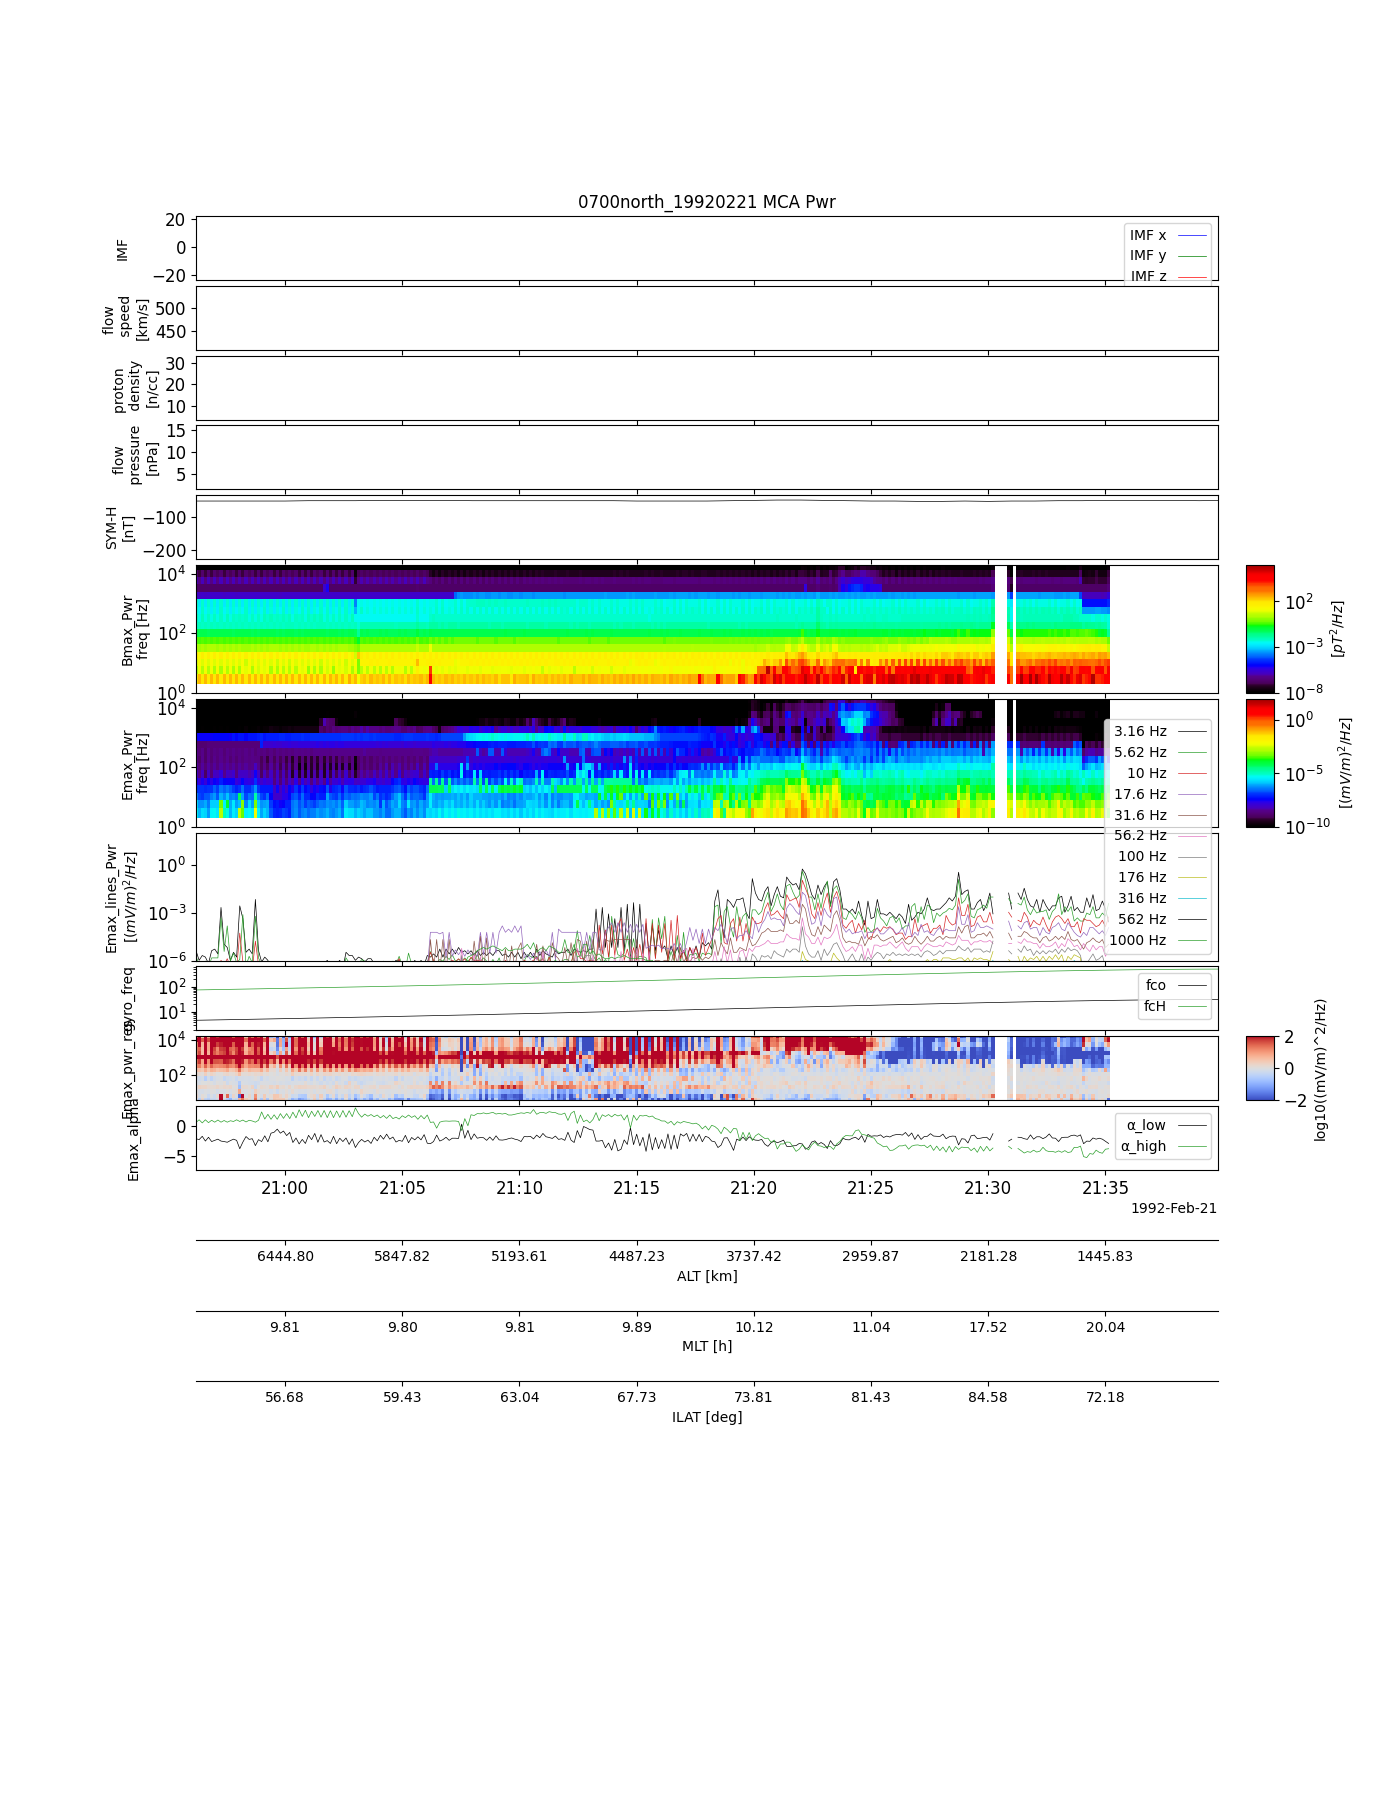 0700north_19920221 MCA Pwr
20
0
−20
IMF
IMF x
IMF y
IMF z
500
450
flow
speed
[km/s]
30
20
10
proton
density
[n/cc]
15
10
5
flow
pressure
[nPa]
−100
−200
SYM-H
[nT]
10^4
10^2
10^0
Bmax_Pwr
freq [Hz]
10^2
10^−3
10^−8
[pT^2/Hz]
10^4
10^2
10^0
Emax_Pwr
freq [Hz]
10^0
10^−5
10^−10
[(mV/m)^2/Hz]
3.16 Hz
5.62 Hz
10 Hz
17.6 Hz
31.6 Hz
56.2 Hz
100 Hz
176 Hz
316 Hz
562 Hz
1000 Hz
10^0
10^−3
10^−6
Emax_lines_Pwr
[(mV/m)^2/Hz]
10^2
10^1
gyro_freq
fco
fcH
10^4
10^2
Emax_pwr_reg
2
0
−2
log10((mV/m)^2/Hz)
0
−5
Emax_alpha
α_low
α_high
21:00 21:05 21:10 21:15 21:20 21:25 21:30 21:35
1992-Feb-21
6444.80 5847.82 5193.61 4487.23 3737.42 2959.87 2181.28 1445.83
ALT [km]
9.81 9.80 9.81 9.89 10.12 11.04 17.52 20.04
MLT [h]
56.68 59.43 63.04 67.73 73.81 81.43 84.58 72.18
ILAT [deg]